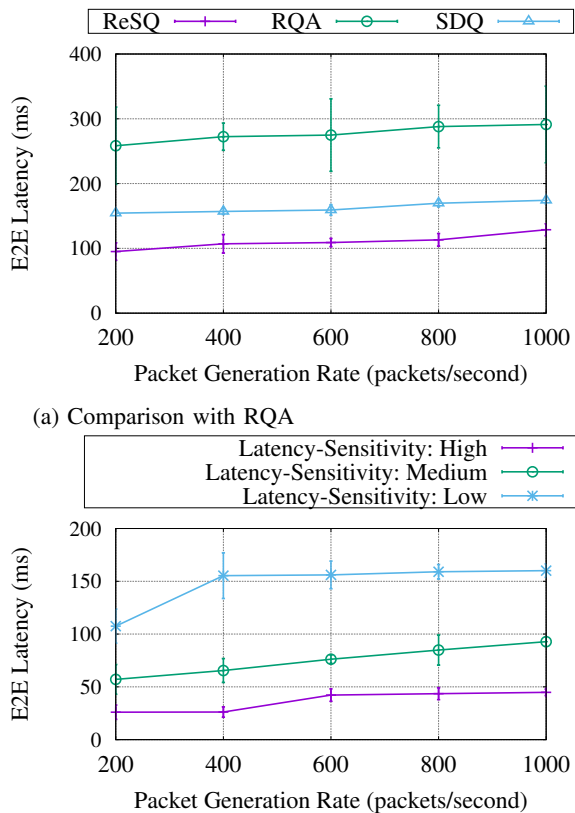 ReSQ RQA SDQ
400
300
200
100
0
E2E Latency (ms)
200 400 600 800 1000
Packet Generation Rate (packets/second)
(a) Comparison with RQA
Latency-Sensitivity: High
Latency-Sensitivity: Medium
Latency-Sensitivity: Low
200
150
100
50
0
E2E Latency (ms)
200 400 600 800 1000
Packet Generation Rate (packets/second)